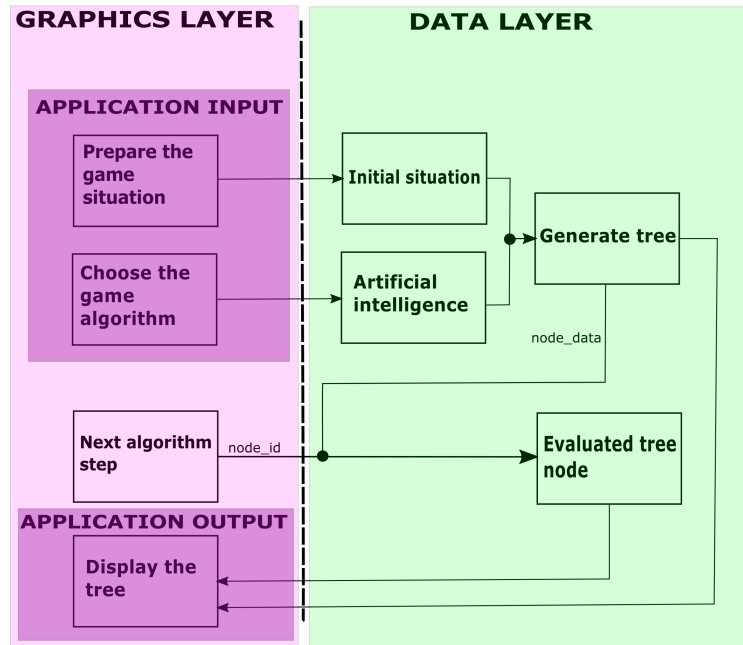 GRAPHICS LAYER
DATA LAYER
APPLICATION INPUT
Prepare the
game
situation
Initial situation
Generate tree
Choose the
game
algorithm
Artificial
intelligence
node_data
Next algorithm
step
node_id
Evaluated tree
node
APPLICATION OUTPUT
Display the
tree